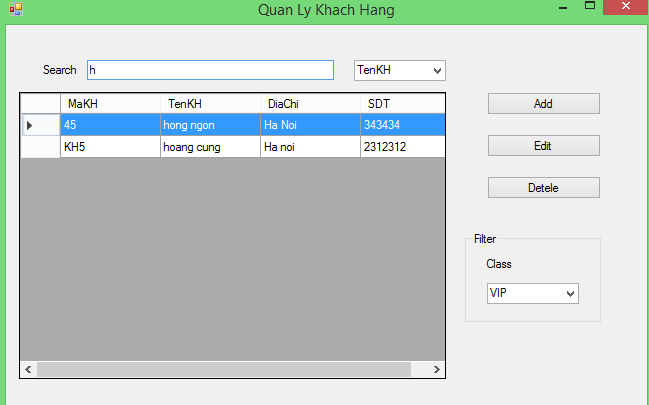 Quan Ly Khach Hang
Search h TenKH
MaKH TenKH DiaChi SDT
45 hong ngon Ha Noi 343434
KH5 hoang cung Ha noi 2312312
Add
Edit
Detele
Filter
Class
VIP